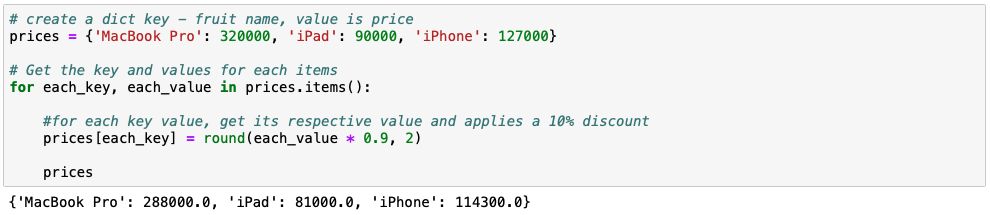 # create a dict key – fruit name, value is price
prices = {'MacBook Pro': 320000, 'iPad': 90000, 'iPhone': 127000}
# Get the key and values for each items
for each_key, each_value in prices.items():
#for each key value, get its respective value and applies a 10% discount
prices[each_key] = round(each_value * 0.9, 2)
prices
{'MacBook Pro': 288000.0, 'iPad': 81000.0, 'iPhone': 114300.0}